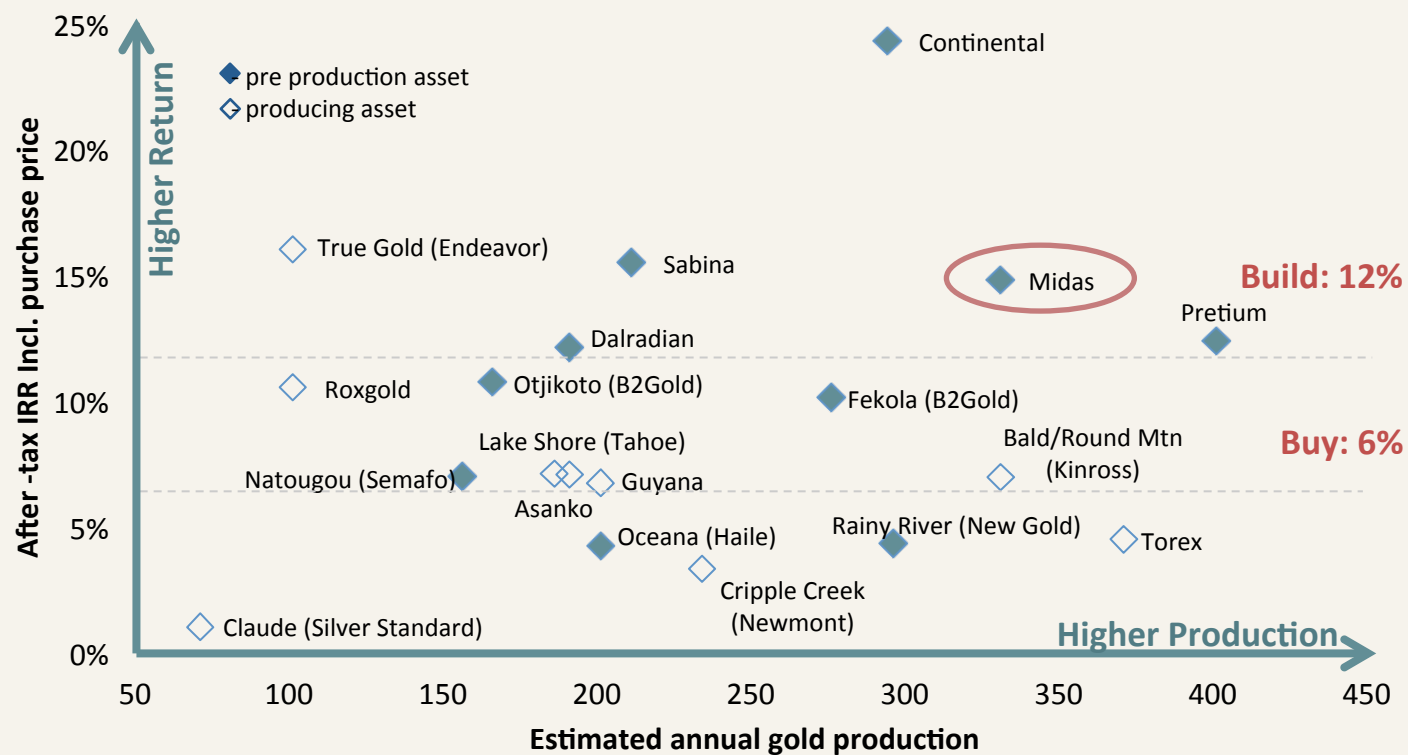 25%
Continental
- pre production asset
- producing asset
20%
After -tax IRR Incl. purchase price
Higher Return
True Gold (Endeavor)
Sabina
15%
Midas
Build: 12%
Pretium
Dalradian
Roxgold
Otjikoto (B2Gold)
10%
Fekola (B2Gold)
Lake Shore (Tahoe)
Bald/Round Mtn
(Kinross)
Buy: 6%
Natougou (Semafo)
Guyana
Asanko
5%
Oceana (Haile)
Rainy River (New Gold)
Torex
Cripple Creek
(Newmont)
Claude (Silver Standard)
Higher Production
0%
50 100 150 200 250 300 350 400 450
Estimated annual gold production